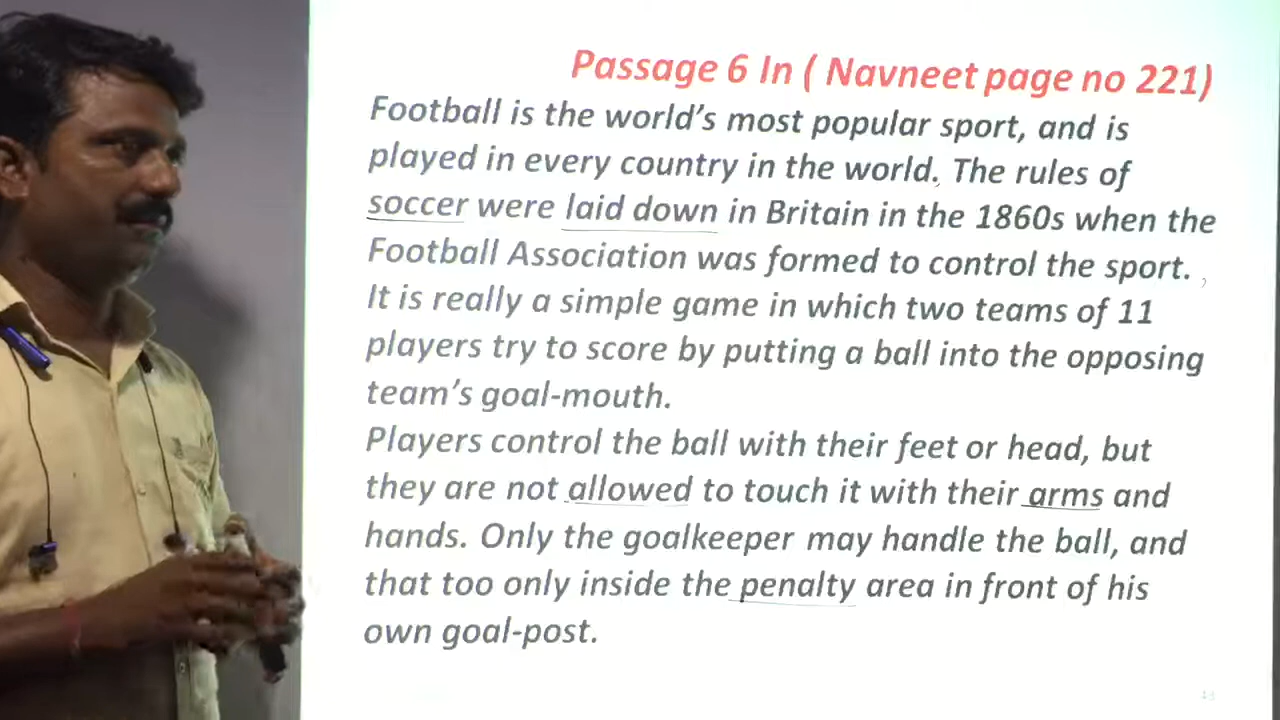 Passage 6 In ( Navneet page no 221)
Football is the world's most popular sport, and is
played in every country in the world. The rules of
soccer were laid down in Britain in the 1860s when the
Football Association was formed to control the sport.
It is really a simple game in which two teams of 11
players try to score by putting a ball into the opposing
team's goal-mouth.
Players control the ball with their feet or head, but
they are not allowed to touch it with their arms and
hands. Only the goalkeeper may handle the ball, and
that too only inside the penalty area in front of his
own goal-post.